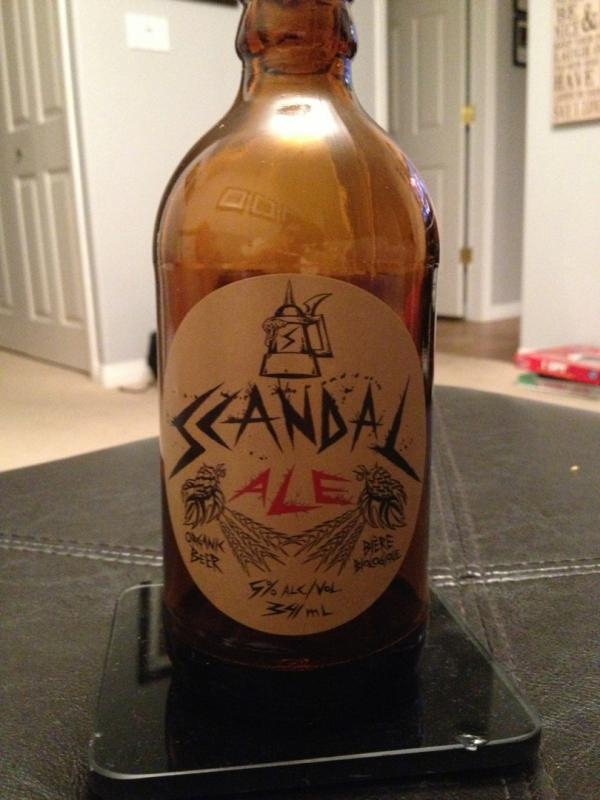 S
SCANDAL
ALE
ORGANIC
BEER
BIÈRE
BIOLOGIQUE
5% ALC/VOL
341 mL